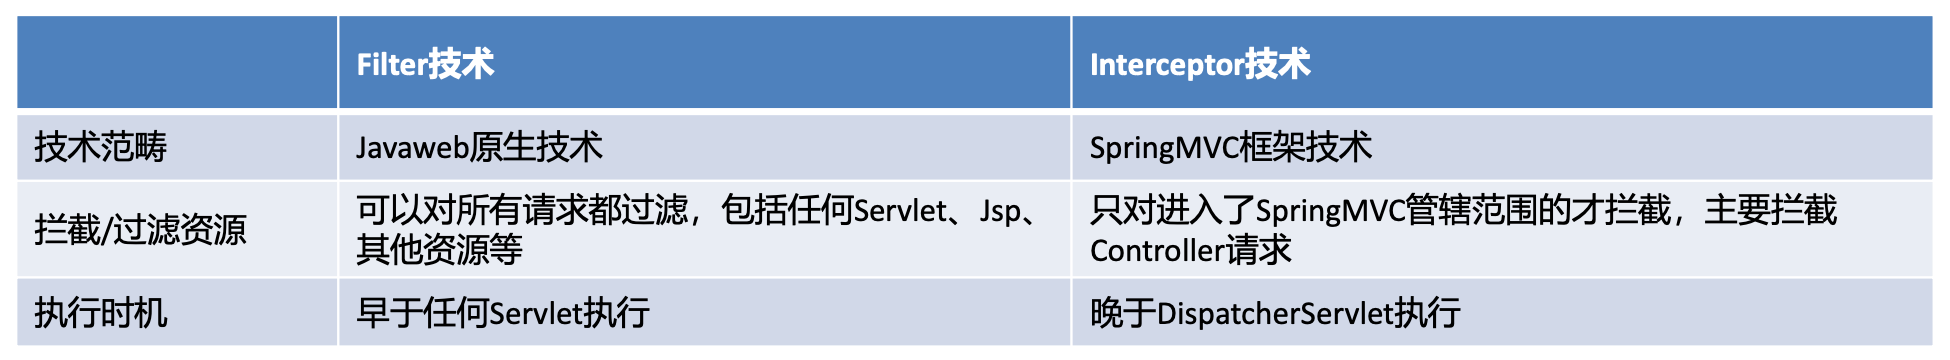 Filter技术
Interceptor技术
技术范畴
Javaweb原生技术
SpringMVC框架技术
拦截/过滤资源
可以对所有请求都过滤，包括任何Servlet、Jsp、
其他资源等
只对进入了SpringMVC管辖范围的才拦截，主要拦截
Controller请求
执行时机
早于任何Servlet执行
晚于DispatcherServlet执行